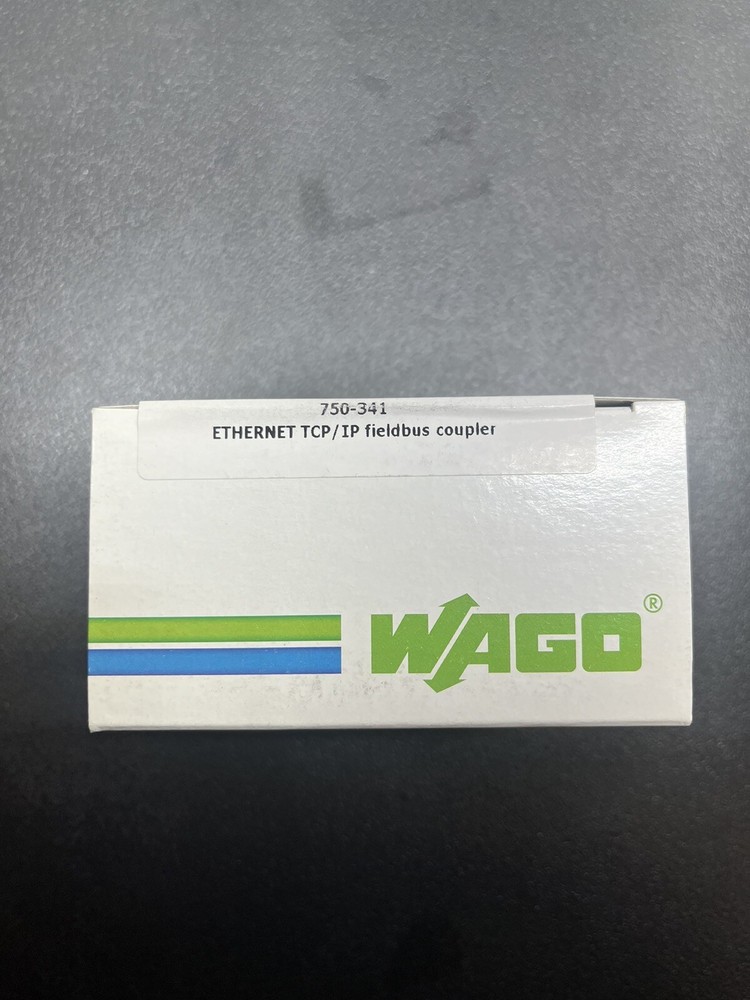 750-341
ETHERNET TCP/IP fieldbus coupler
WAGO®